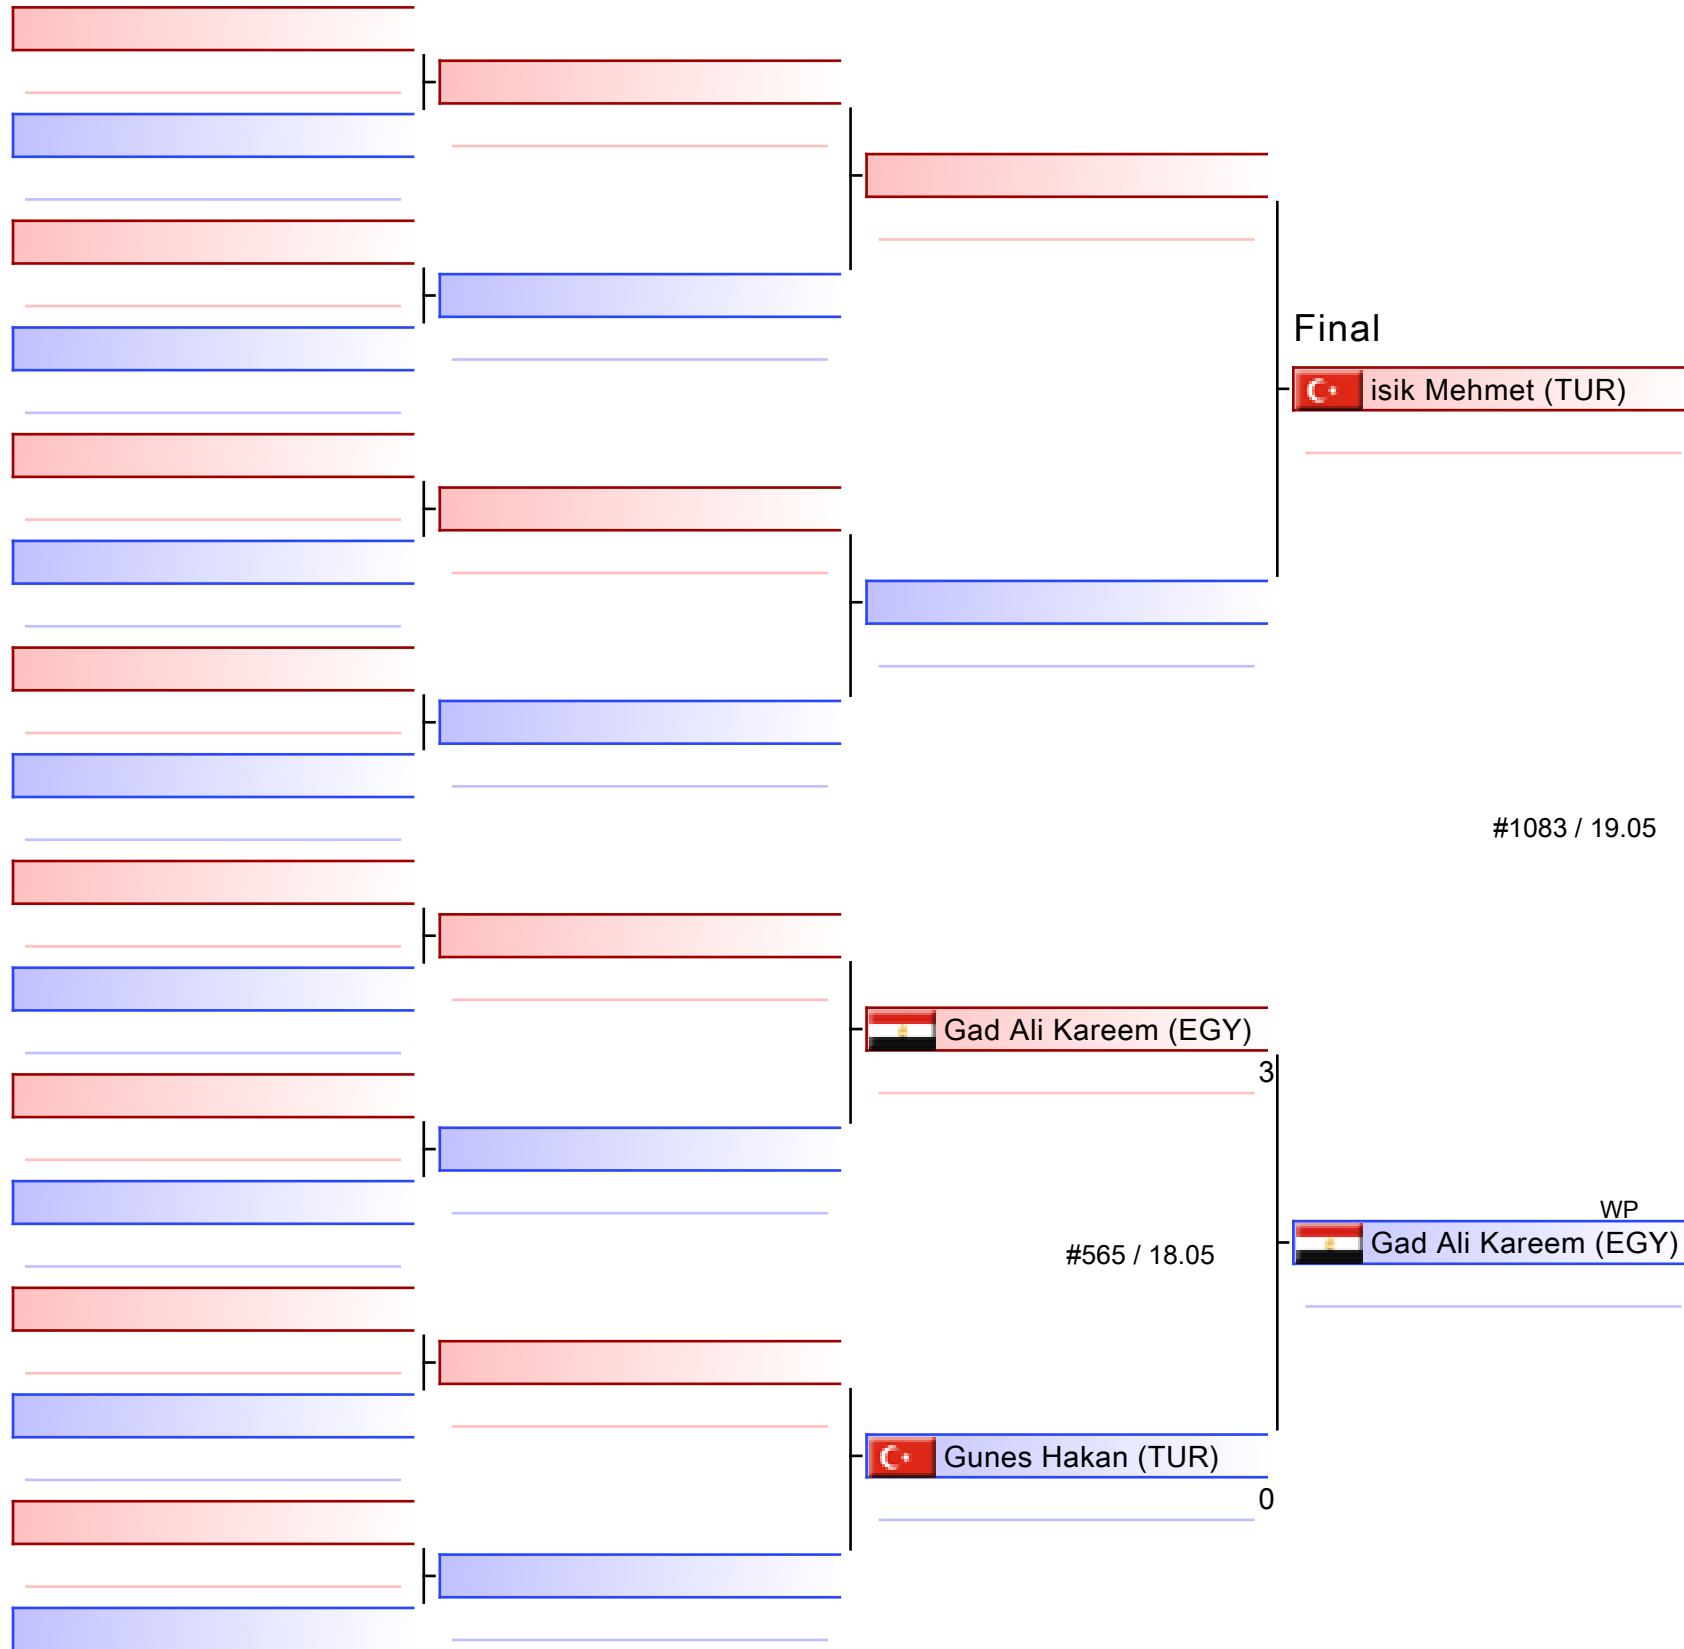 Final
isik Mehmet (TUR)
#1083 / 19.05
Gad Ali Kareem (EGY)
3
WP
Gad Ali Kareem (EGY)
#565 / 18.05
Gunes Hakan (TUR)
0